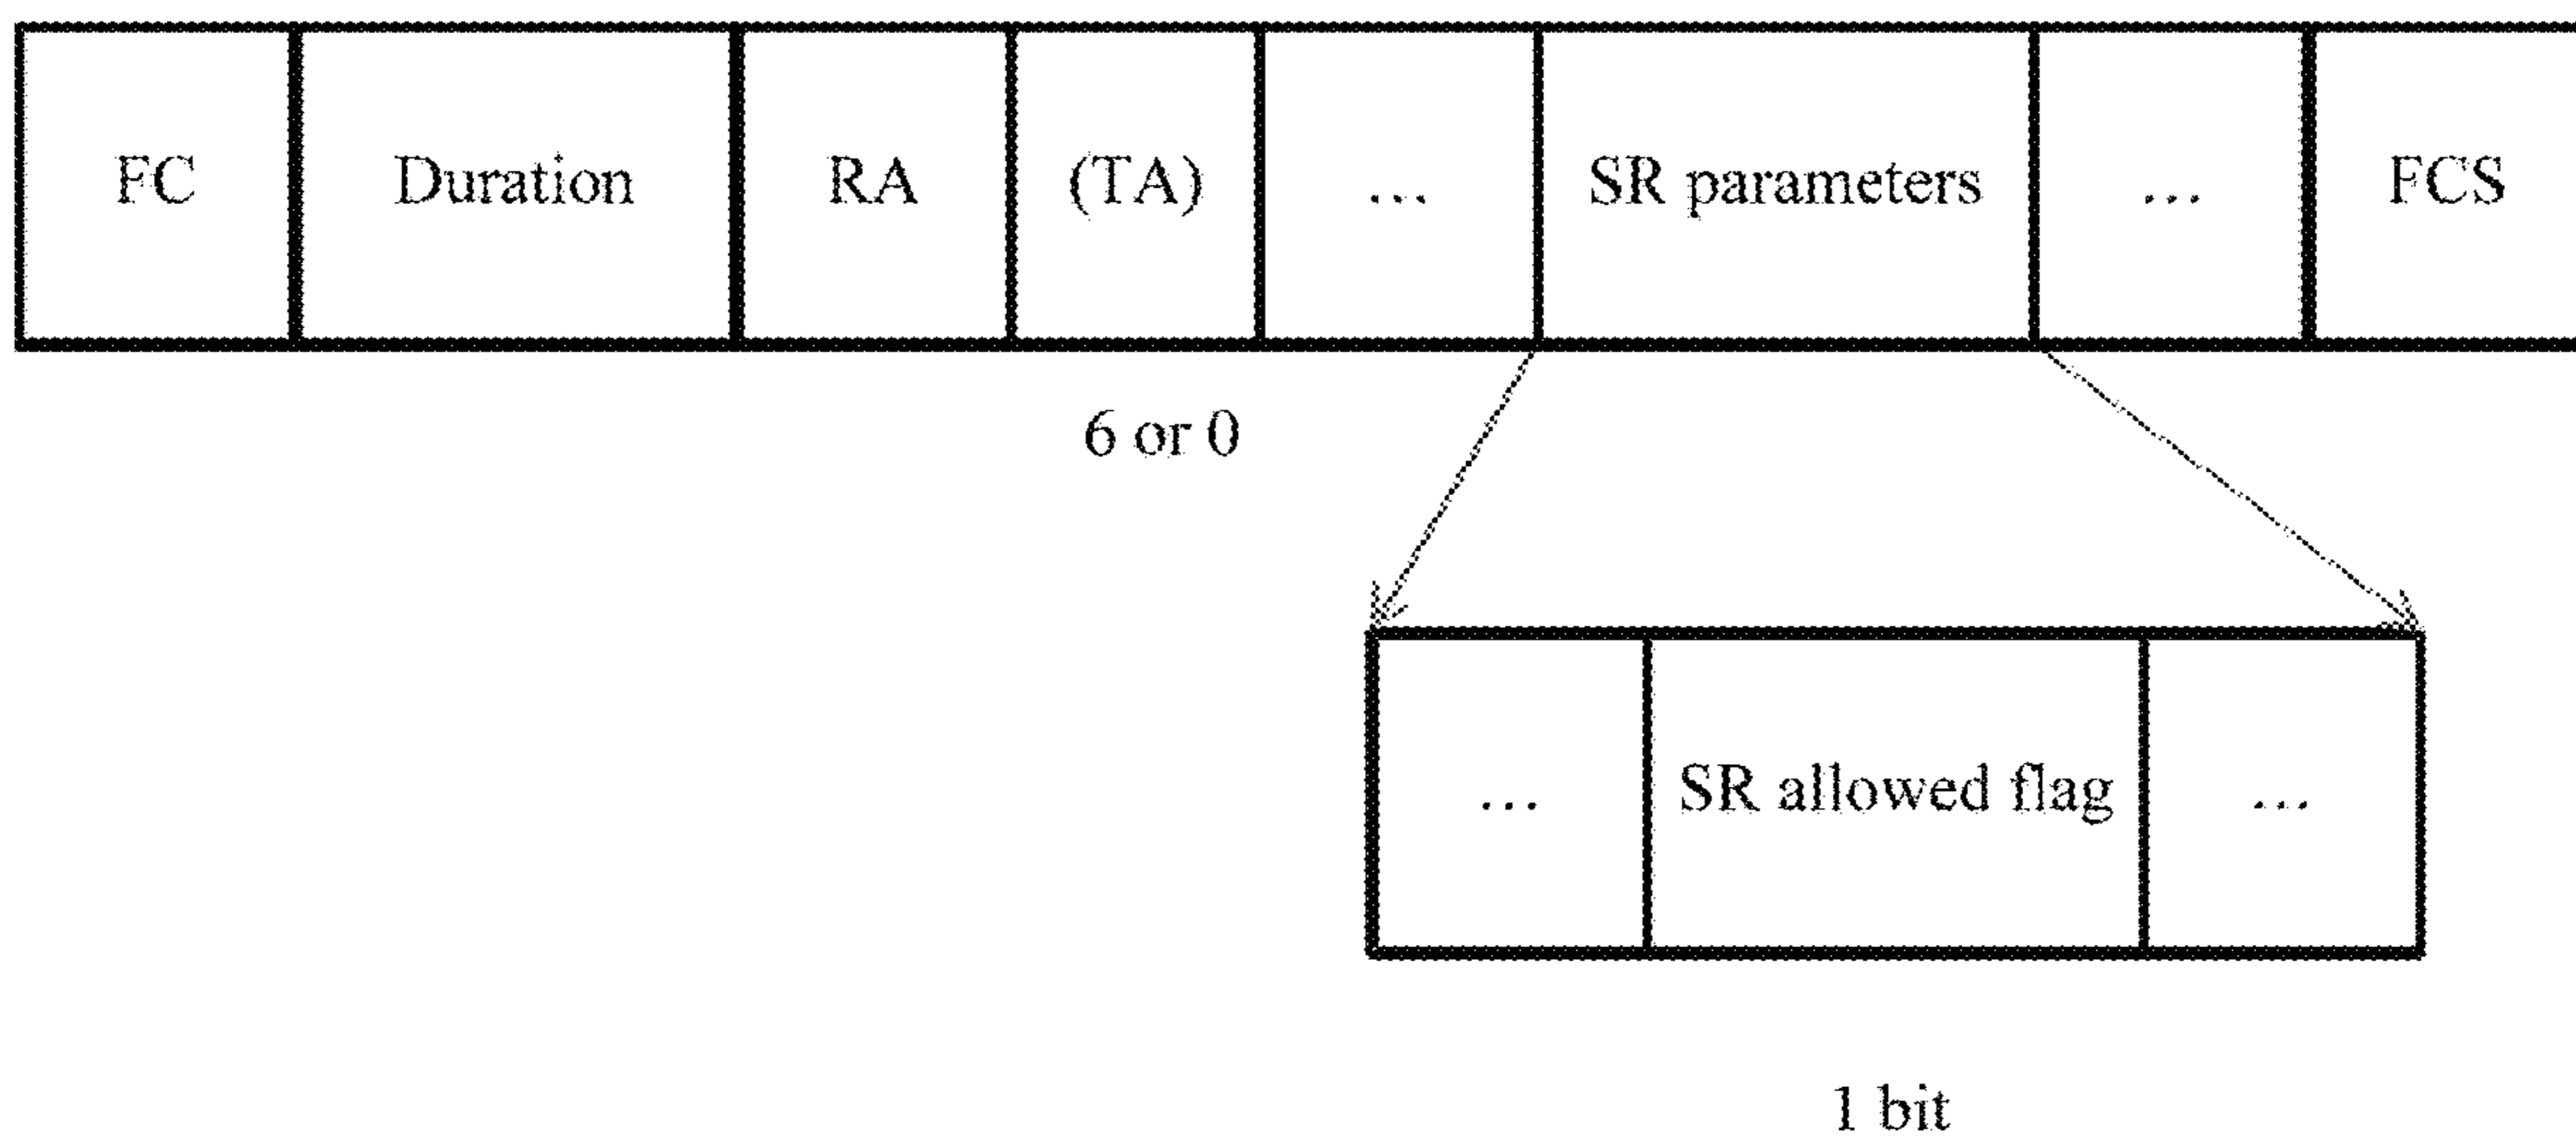 FC Duration RA (TA) ... SR parameters ... FCS
6 or 0
... SR allowed flag ...
1 bit